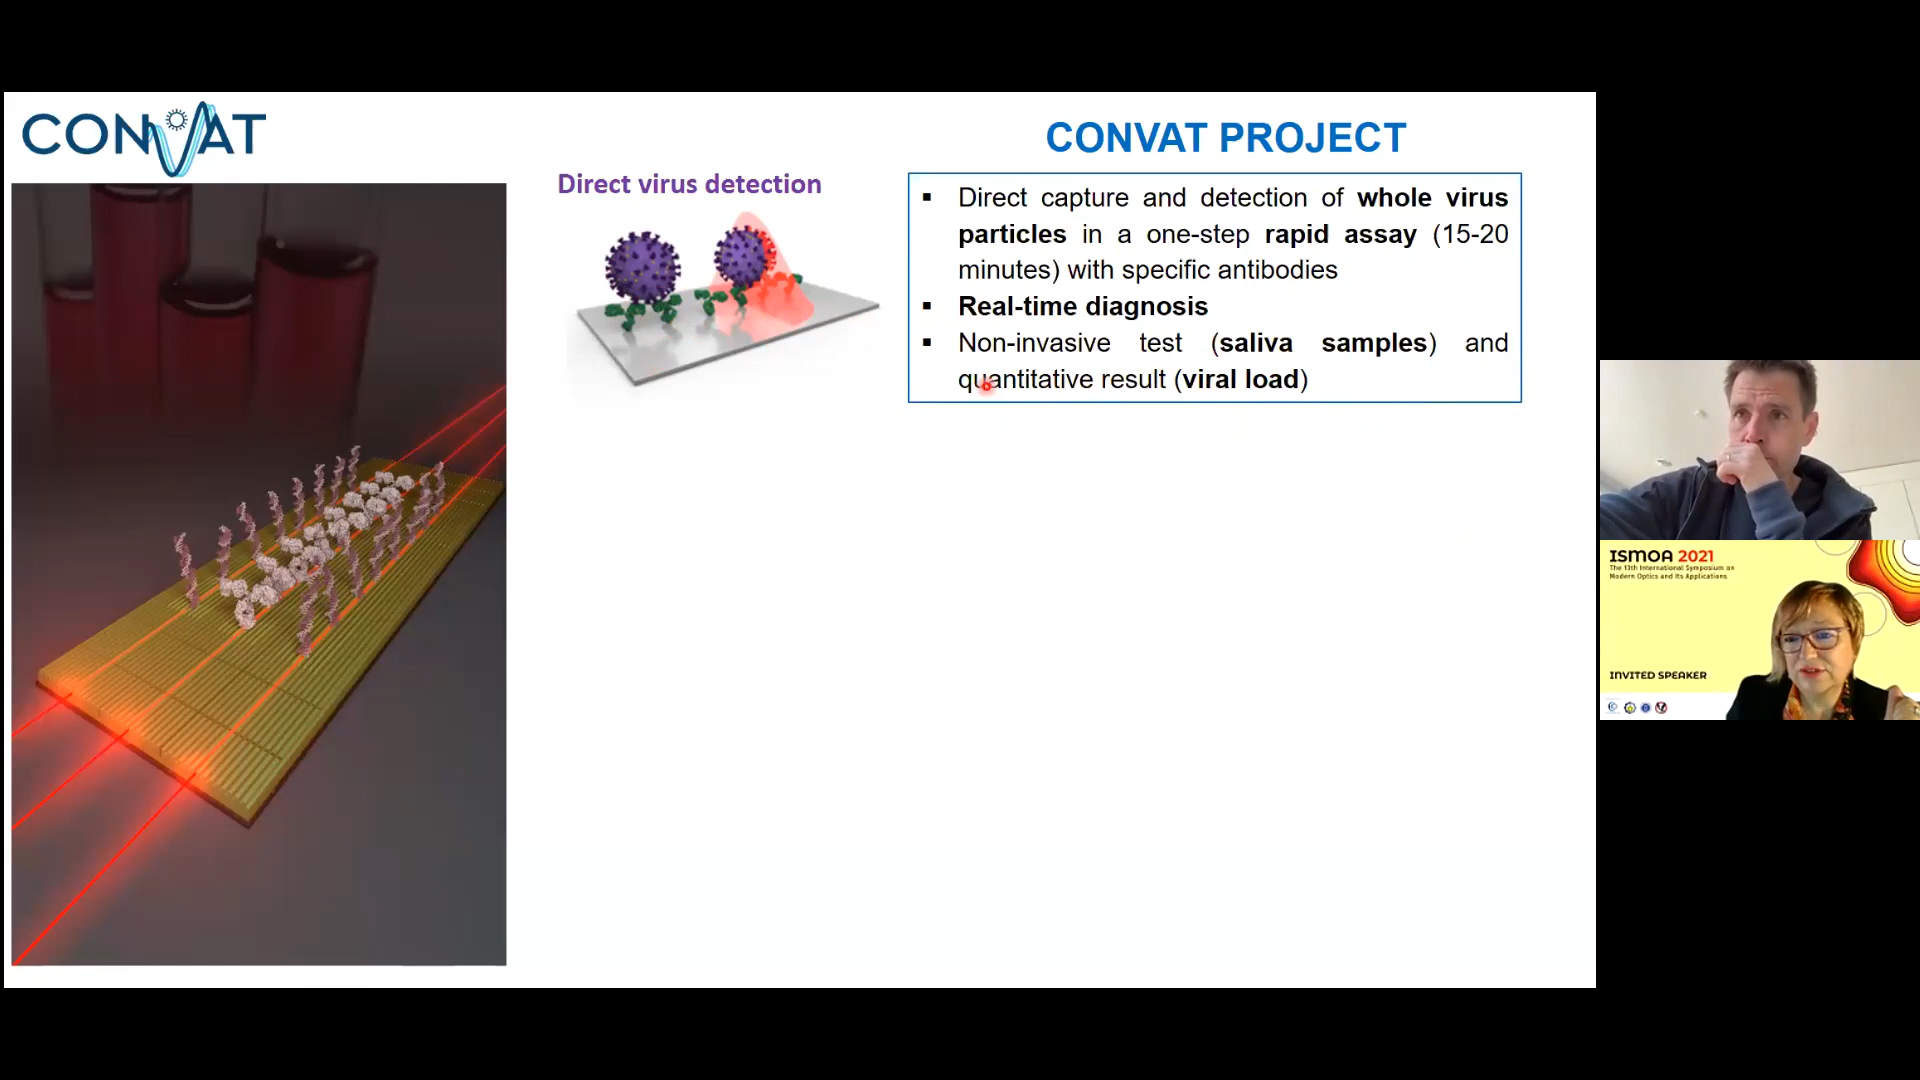 CONVAT
CONVAT PROJECT
Direct virus detection
▪ Direct capture and detection of whole virus
particles in a one-step rapid assay (15-20
minutes) with specific antibodies
▪ Real-time diagnosis
▪ Non-invasive test (saliva samples) and
quantitative result (viral load)
ISMOA 2021
The 13th International Symposium on
Modern Optics and Its Applications
INVITED SPEAKER